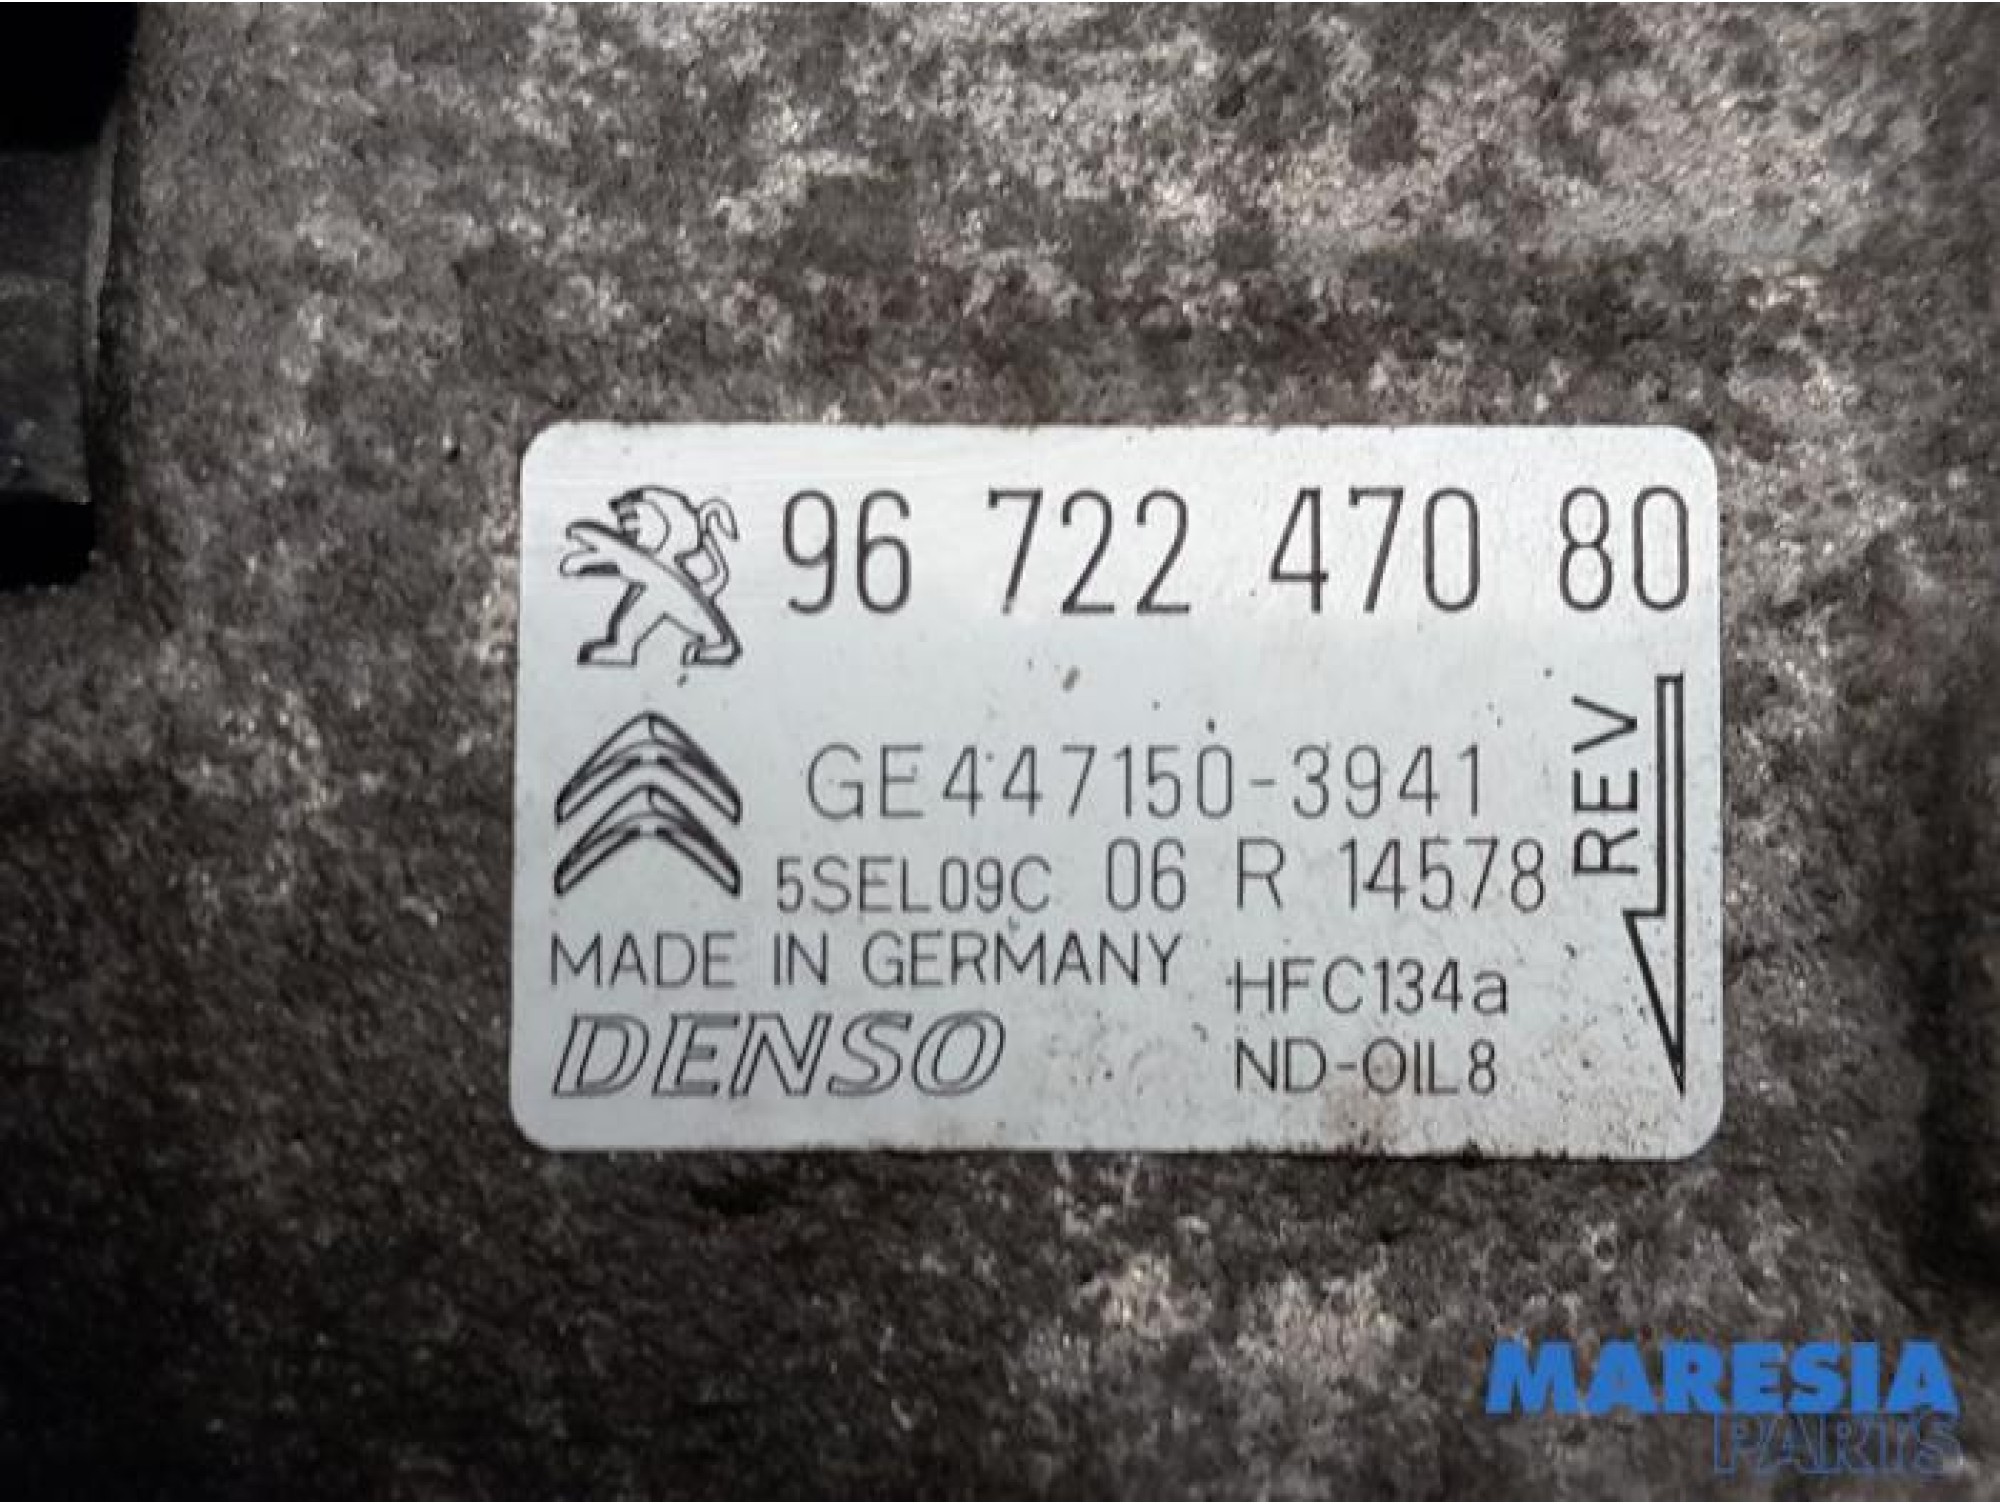 96 722 470 80
GE447150-3941
5SEL09C 06 R 14578
REV
MADE IN GERMANY
HFC134a
DENSO
ND-OIL8
MARESIA
PARTS